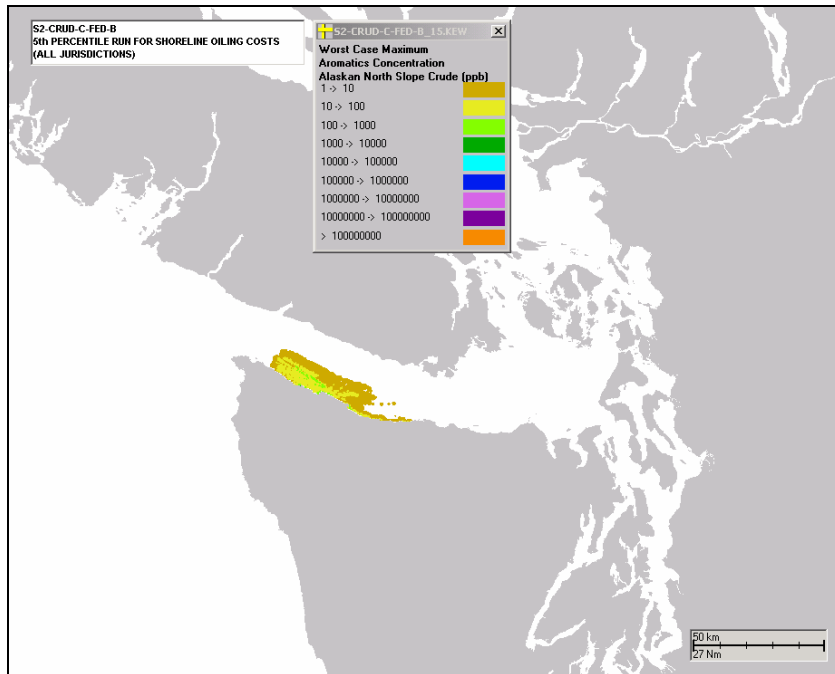 S2-CRUD-C-FED-B
5th PERCENTILE RUN FOR SHORELINE OILING COSTS
(ALL JURISDICTIONS)
S2-CRUD-C-FED-B_15.KEW
Worst Case Maximum
Aromatics Concentration
Alaskan North Slope Crude (ppb)
1 -> 10
10 -> 100
100 -> 1000
1000 -> 10000
10000 -> 100000
100000 -> 1000000
1000000 -> 10000000
10000000 -> 100000000
> 100000000
50 km
27 Nm